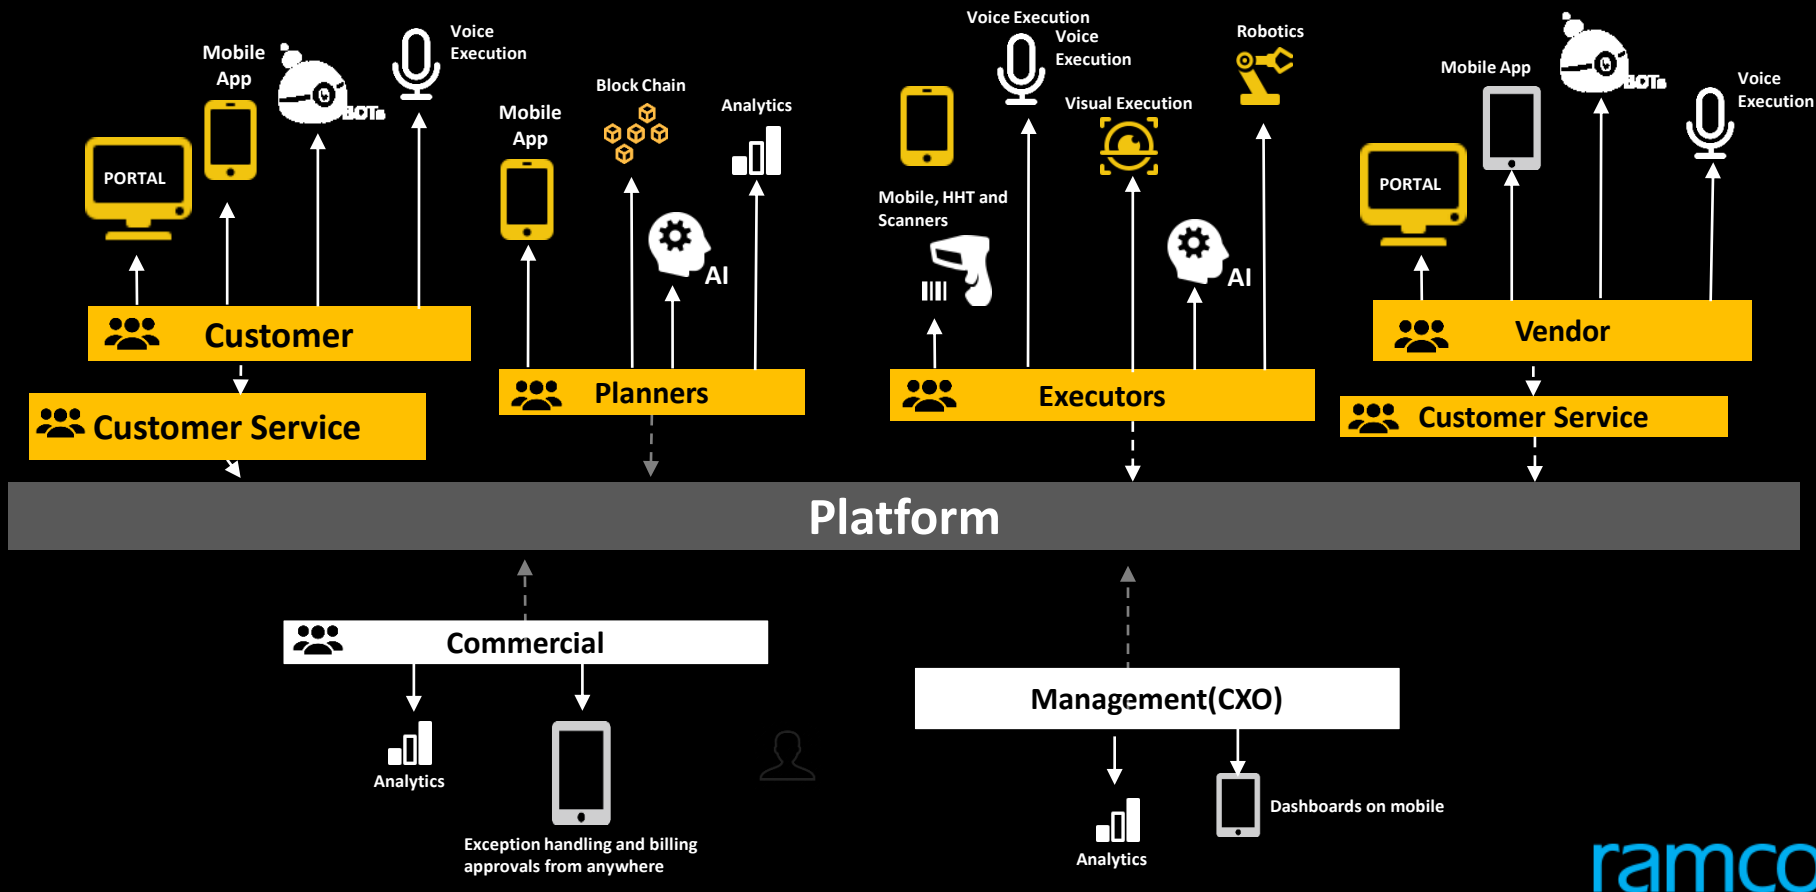 Mobile
App
BOTs
Voice
Execution
PORTAL
Customer
Customer Service
Mobile
App
Block Chain
AI
Analytics
Planners
Voice Execution
Voice
Execution
Robotics
Visual Execution
Mobile, HHT and
Scanners
AI
Executors
Mobile App
BOTs
Voice
Execution
PORTAL
Vendor
Customer Service
Platform
Commercial
Analytics
Exception handling and billing
approvals from anywhere
Management(CXO)
Analytics
Dashboards on mobile
ramco